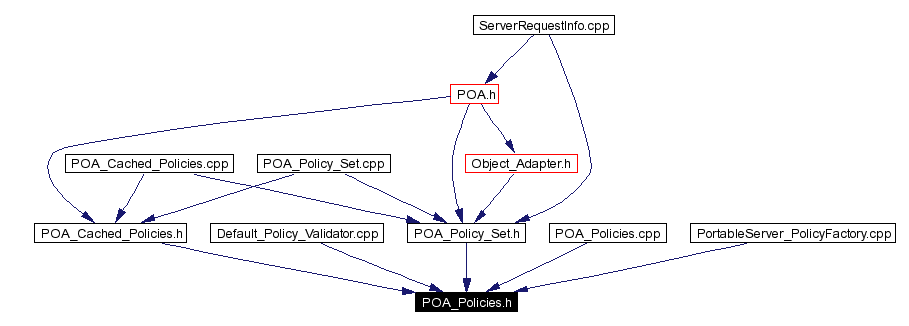 ServerRequestInfo.cpp
POA.h
POA_Cached_Policies.cpp
POA_Policy_Set.cpp
Object_Adapter.h
POA_Cached_Policies.h
Default_Policy_Validator.cpp
POA_Policy_Set.h
POA_Policies.cpp
PortableServer_PolicyFactory.cpp
POA_Policies.h